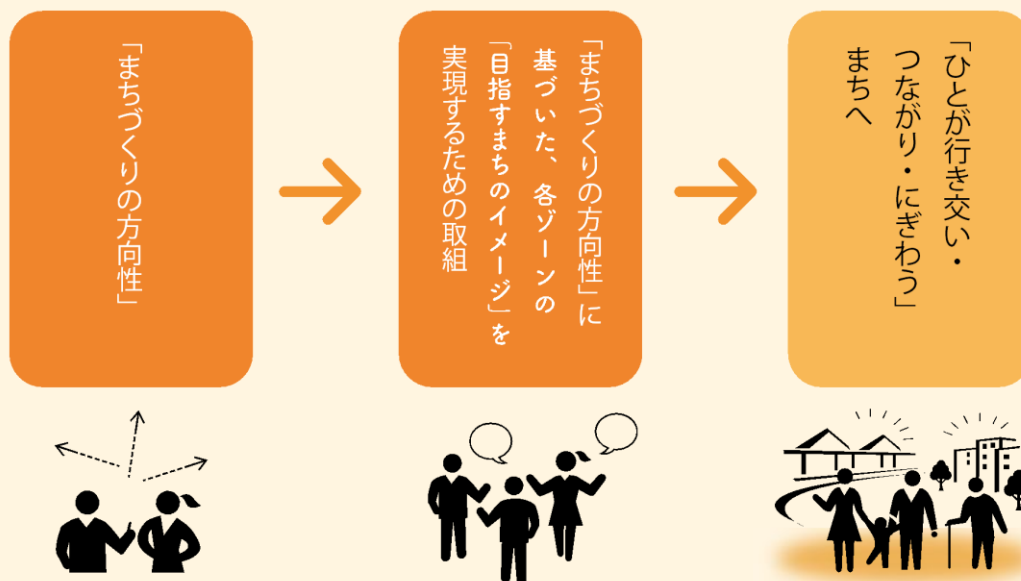 「まちづくりの方向性」
「まちづくりの方向性」に
基づいた、各ゾーンの
「目指すまちのイメージ」を
実現するための取組
「ひとが行き交い・
つながり・にぎわう」
まちへ